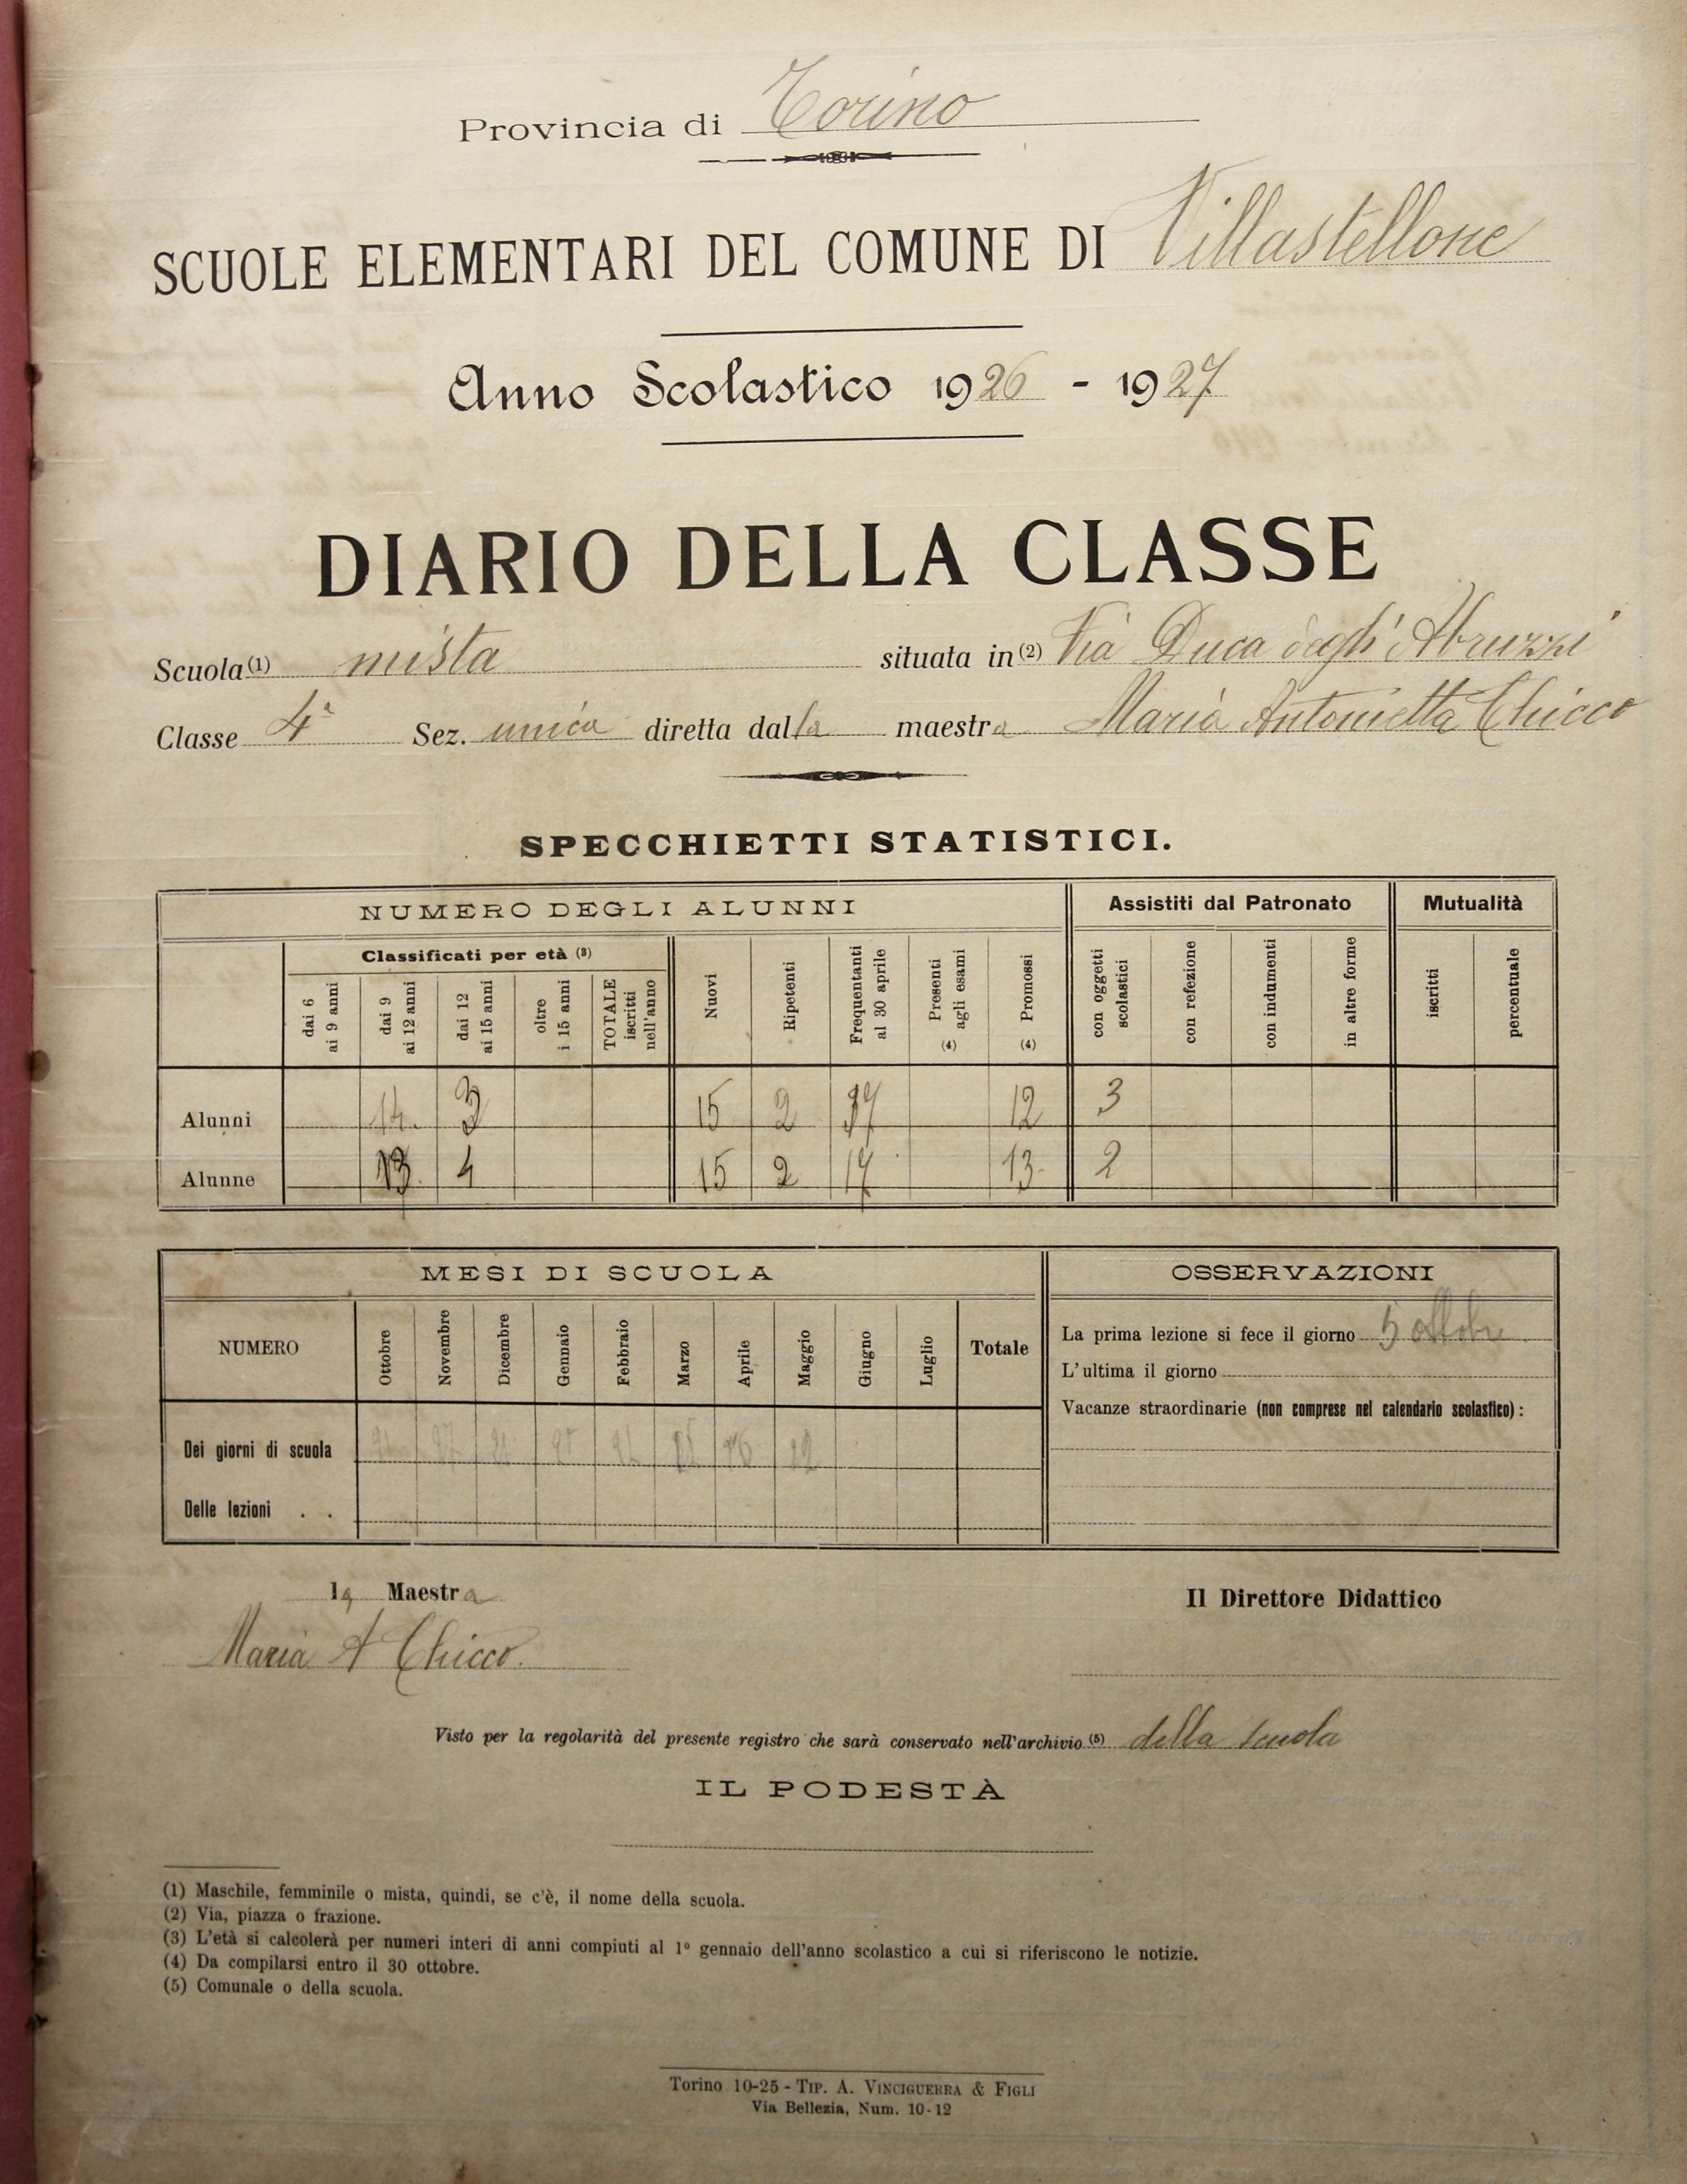 Provincia di Torino
SCUOLE ELEMENTARI DEL COMUNE DI Villastellone
Anno Scolastico 1926 - 1927
DIARIO DELLA CLASSE
Scuola (1) mista situata in (2) Via Duca degli Abruzzi
Classe 4ª Sez. unica diretta dalla maestra Maria Antonietta Chicco
SPECCHIETTI STATISTICI.
NUMERO DEGLI ALUNNI Assistiti dal Patronato Mutualità
Classificati per età (3)
dai 6 ai 9 anni
dai 9 ai 12 anni
dai 12 ai 15 anni
oltre i 15 anni
TOTALE iscritti nell'anno
Nuovi
Ripetenti
Frequentanti al 30 aprile
(4) Presenti agli esami
(4) Promossi
con oggetti scolastici
con refezione
con indumenti
in altre forme
iscritti
percentuale
Alunni 14. 3 15 2 12 3
Alunne 13. 4 15 2 17 13 2
MESI DI SCUOLA OSSERVAZIONI
NUMERO Ottobre Novembre Dicembre Gennaio Febbraio Marzo Aprile Maggio Giugno Luglio Totale
La prima lezione si fece il giorno 5 ottobre
L'ultima il giorno
Vacanze straordinarie (non comprese nel calendario scolastico):
Dei giorni di scuola
Delle lezioni . .
la Maestra Il Direttore Didattico
Maria A Chicco.
Visto per la regolarità del presente registro che sarà conservato nell'archivio (5) della scuola
IL PODESTÀ
(1) Maschile, femminile o mista, quindi, se c'è, il nome della scuola.
(2) Via, piazza o frazione.
(3) L'età si calcolerà per numeri interi di anni compiuti al 1º gennaio dell'anno scolastico a cui si riferiscono le notizie.
(4) Da compilarsi entro il 30 ottobre.
(5) Comunale o della scuola.
Torino 10-25 - TIP. A. VINCIGUERRA & FIGLI
Via Bellezia, Num. 10-12